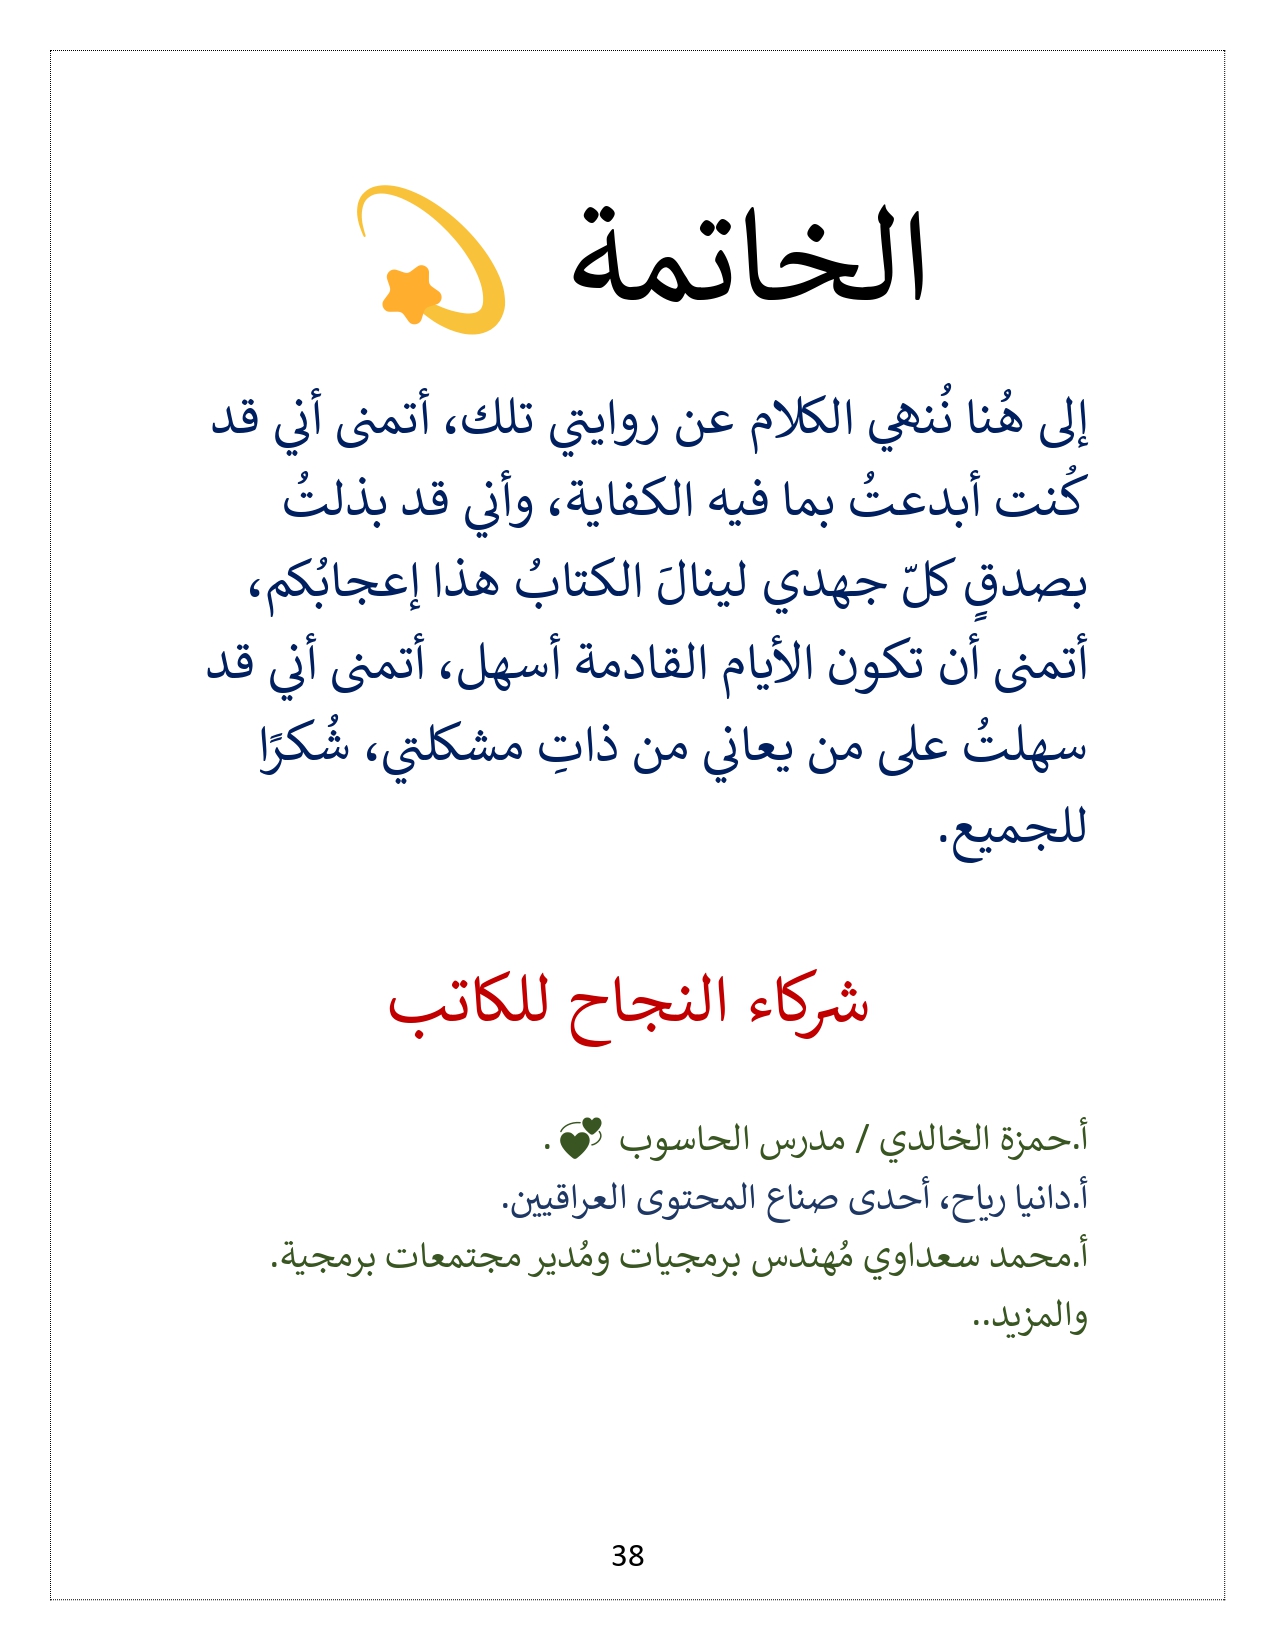 الخاتمة 💫
إلى هُنا نُنهي الكلام عن روايتي تلك، أتمنى أني قد
كُنت أبدعتُ بما فيه الكفاية، وأني قد بذلتُ
بصدقٍ كلّ جهدي لينالَ الكتابُ هذا إعجابُكم،
أتمنى أن تكون الأيام القادمة أسهل، أتمنى أني قد
سهلتُ على من يعاني من ذاتِ مشكلتي، شُكرًا
للجميع.
شركاء النجاح للكاتب
أ.حمزة الخالدي / مدرس الحاسوب 💞.
أ.دانيا رياح، أحدى صناع المحتوى العراقيين.
أ.محمد سعداوي مُهندس برمجيات ومُدير مجتمعات برمجية.
والمزيد..
38